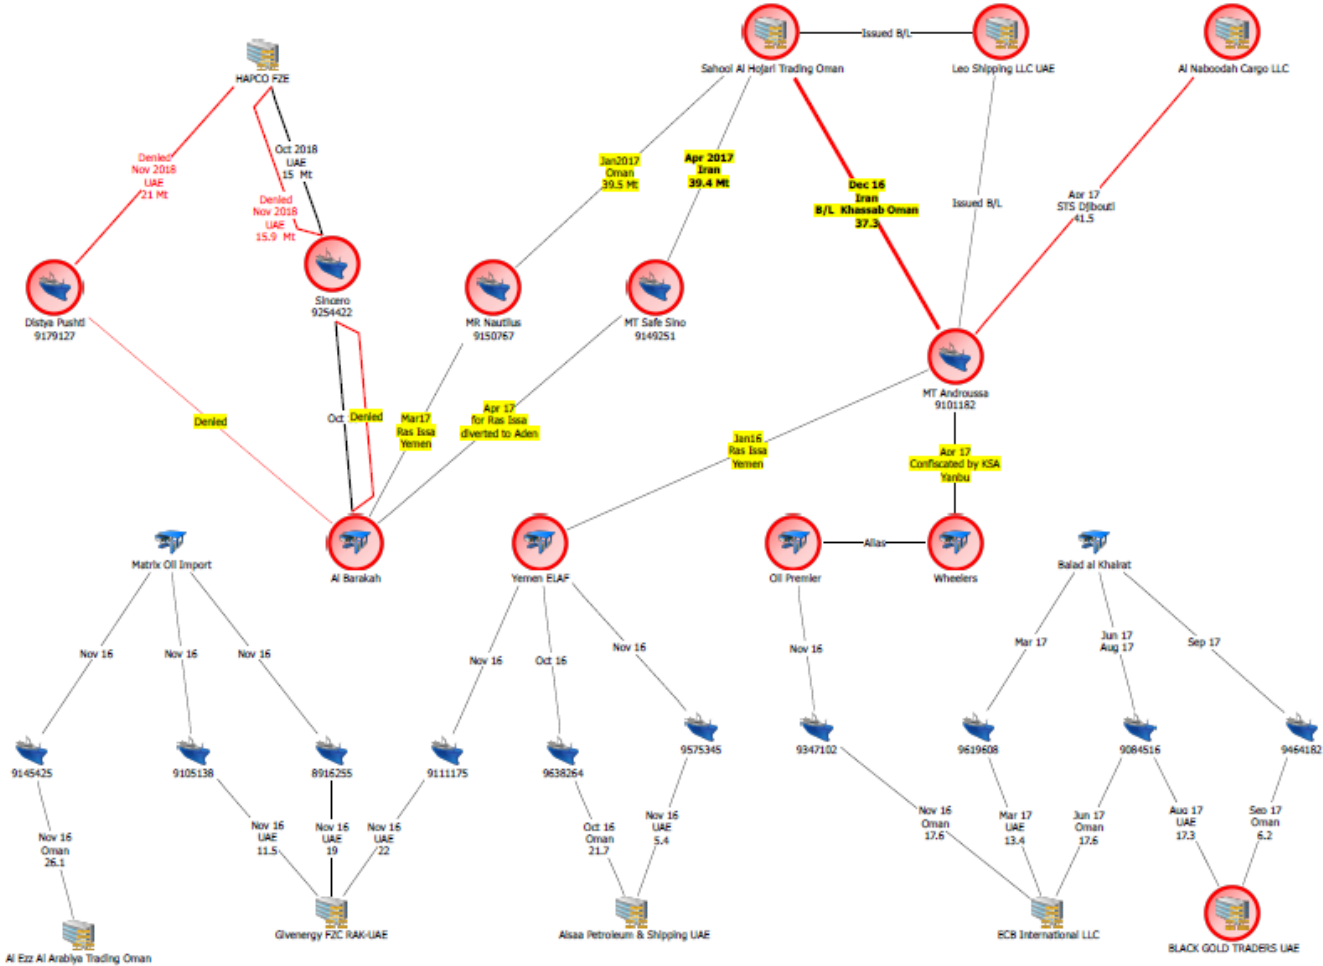 HAPCO FZE
Sahool Al Hojari Trading Oman
Issued B/L
Leo Shipping LLC UAE
Al Naboodah Cargo LLC
Denied
Nov 2018
UAE
21 Mt
Oct 2018
UAE
15 Mt
Denied
Nov 2018
UAE
15.9 Mt
Jan2017
Oman
39.5 Mt
Apr 2017
Iran
39.4 Mt
Dec 16
Iran
B/L Khassab Oman
37.3
Issued B/L
Apr 17
STS Djibouti
41.5
Distya Pushti
9179127
Sincero
9254422
MR Nautilus
9150767
MT Safe Sino
9149251
MT Androussa
9101182
Denied
Oct
Denied
Mar17
Ras Issa
Yemen
Apr 17
for Ras Issa
diverted to Aden
Jan16
Ras Issa
Yemen
Apr 17
Confiscated by KSA
Yanbu
Matrix Oil Import
Al Barakah
Yemen ELAF
Oil Premier
Alias
Wheelers
Balad al Khairat
Nov 16
Nov 16
Nov 16
Nov 16
Oct 16
Nov 16
Nov 16
Mar 17
Jun 17
Aug 17
Sep 17
9145425
9105138
8916255
9111175
9638264
9575345
9347102
9619608
9084516
9464182
Nov 16
Oman
26.1
Nov 16
UAE
11.5
Nov 16
UAE
19
Nov 16
UAE
22
Oct 16
Oman
21.7
Nov 16
UAE
5.4
Nov 16
Oman
17.6
Mar 17
UAE
13.4
Jun 17
Oman
17.6
Aug 17
UAE
17.3
Sep 17
Oman
6.2
Al Ezz Al Arabiya Trading Oman
Givenergy FZC RAK-UAE
Alsaa Petroleum & Shipping UAE
ECB International LLC
BLACK GOLD TRADERS UAE